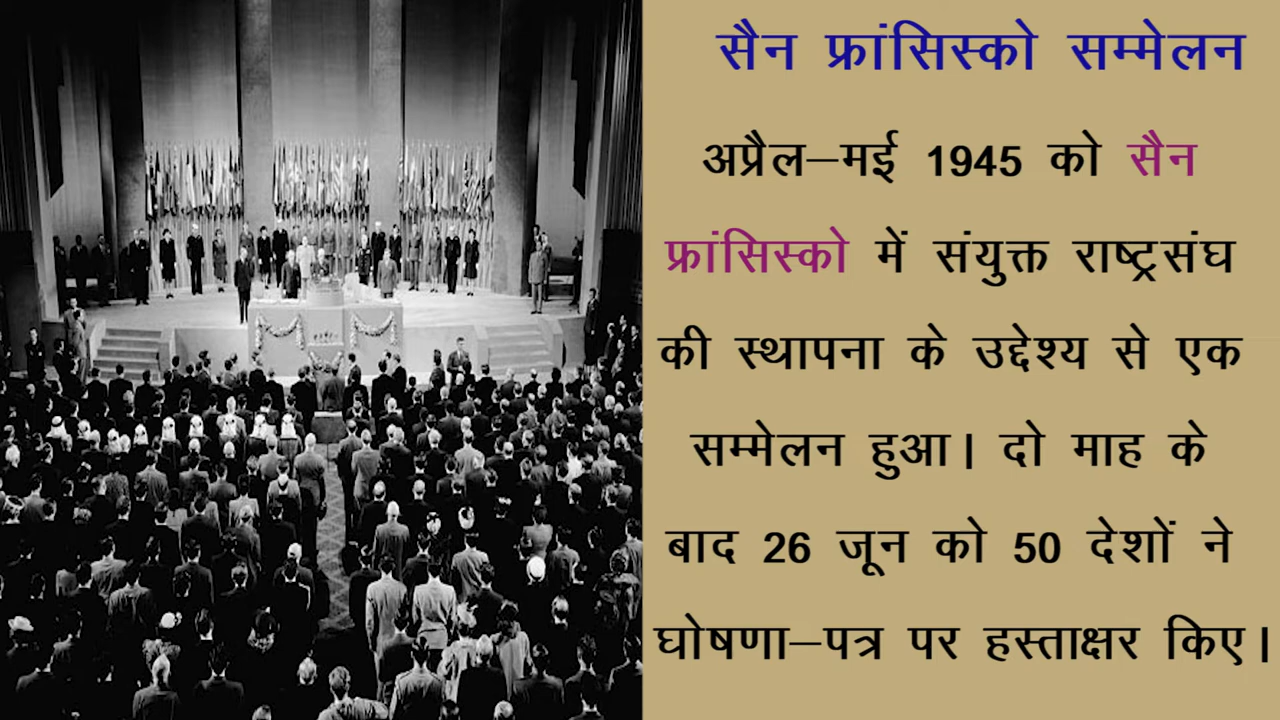 सैन फ्रांसिस्को सम्मेलन
अप्रैल–मई 1945 को सैन
फ्रांसिस्को में संयुक्त राष्ट्रसंघ
की स्थापना के उद्देश्य से एक
सम्मेलन हुआ। दो माह के
बाद 26 जून को 50 देशों ने
घोषणा–पत्र पर हस्ताक्षर किए।